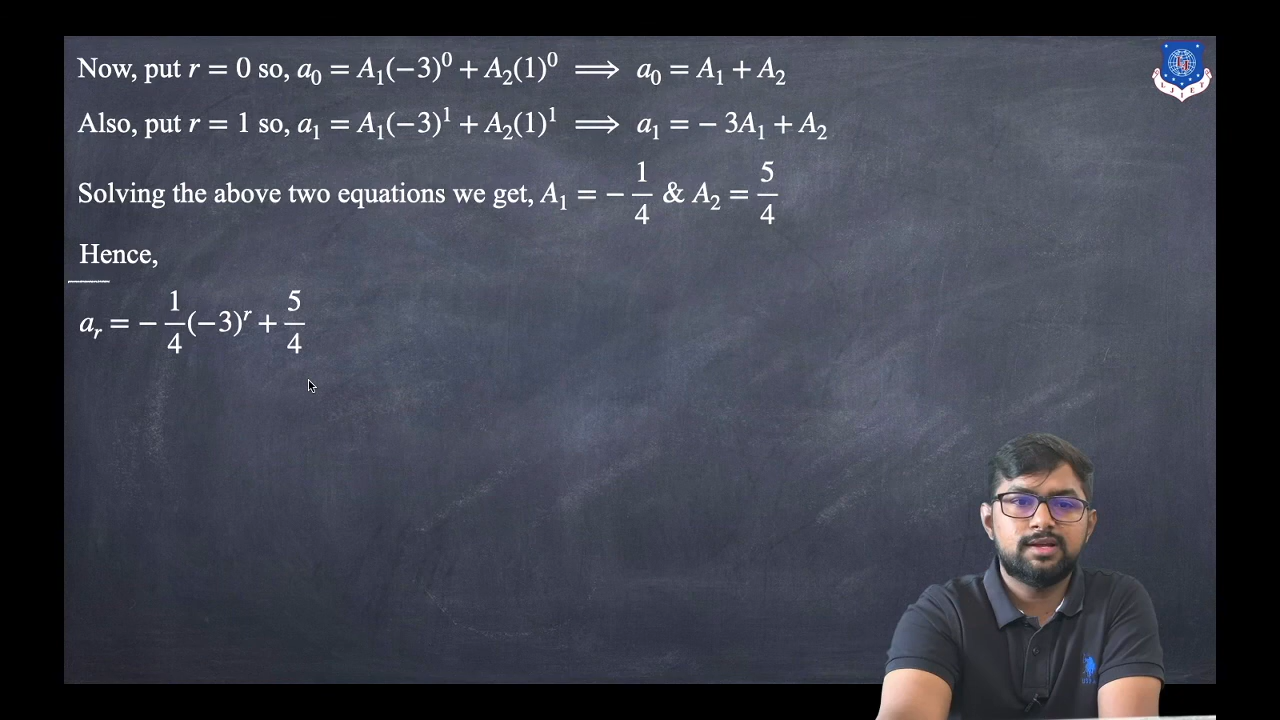 Now, put r = 0 so, a₀ = A₁(−3)⁰ + A₂(1)⁰ ⟹ a₀ = A₁ + A₂
Also, put r = 1 so, a₁ = A₁(−3)¹ + A₂(1)¹ ⟹ a₁ = − 3A₁ + A₂
Solving the above two equations we get, A₁ = − 1/4 & A₂ = 5/4
Hence,
aᵣ = − 1/4 (−3)ʳ + 5/4
LJIET